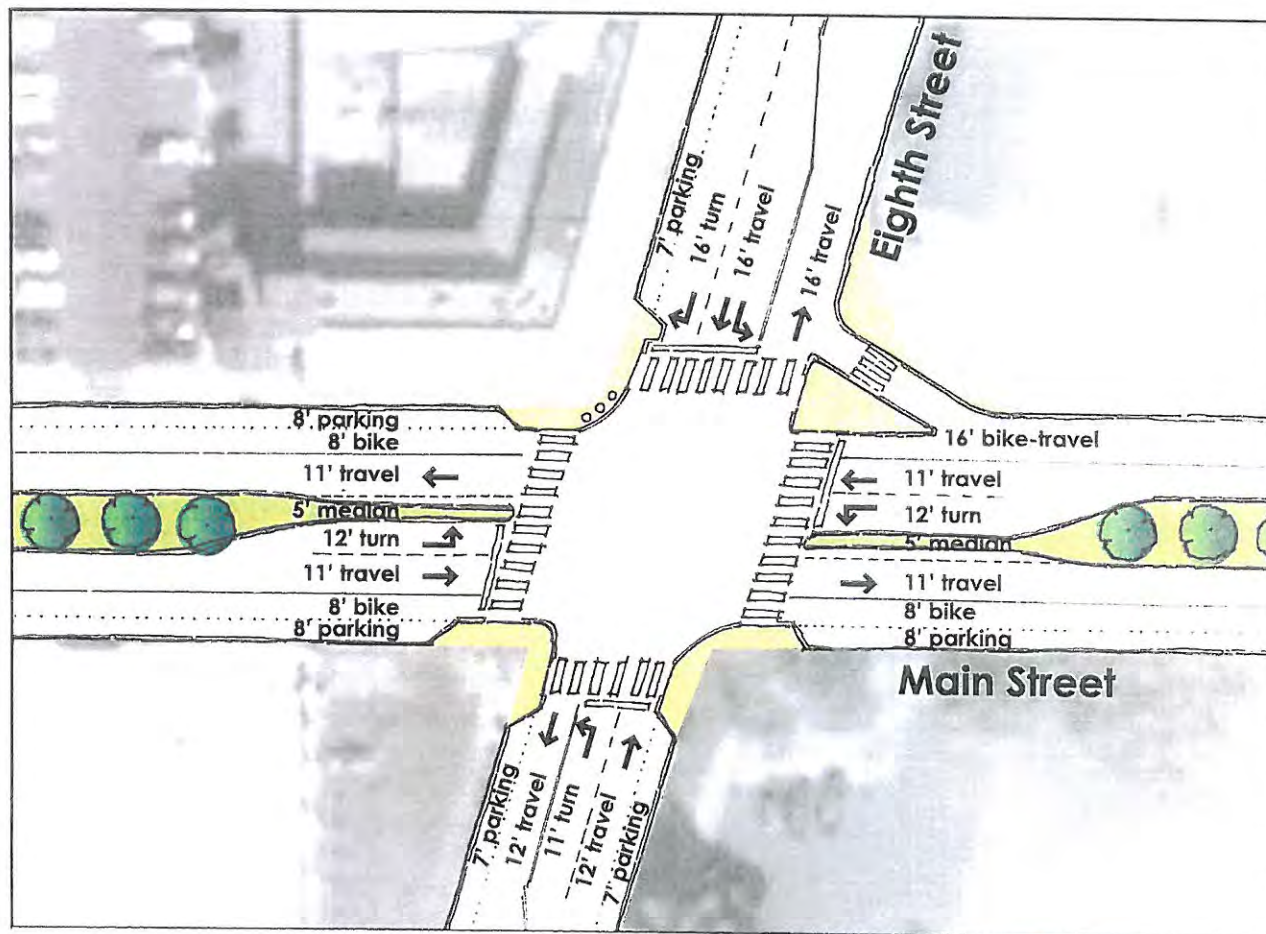 Eighth Street
7' parking
16' turn
16' travel
16' travel
8' parking
8' bike
11' travel
5' median
12' turn
11' travel
8' bike
8' parking
16' bike-travel
11' travel
12' turn
5' median
11' travel
8' bike
8' parking
Main Street
7' parking
12' travel
11' turn
12' travel
7' parking